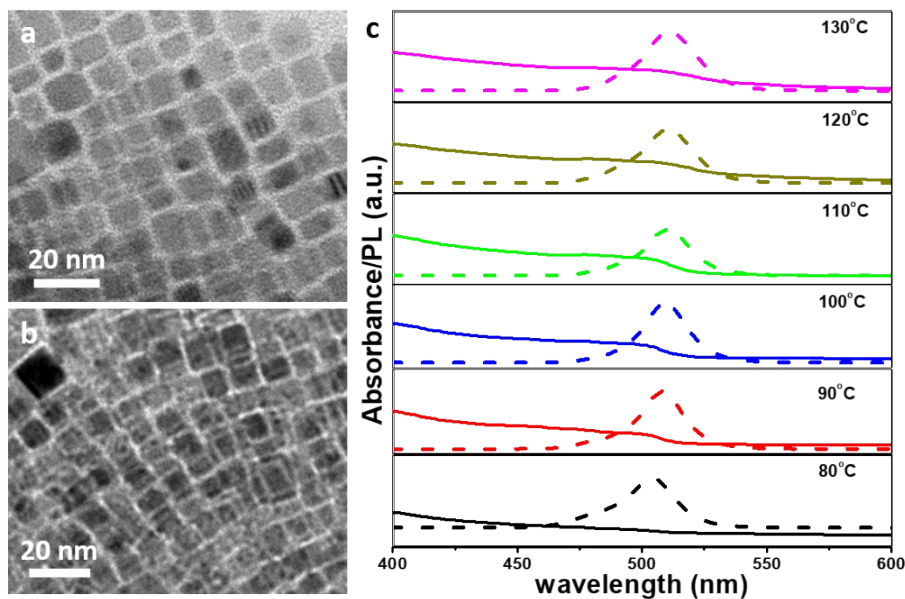 a
20 nm
b
20 nm
c
Absorbance/PL (a.u.)
130°C
120°C
110°C
100°C
90°C
80°C
400 450 500 550 600
wavelength (nm)